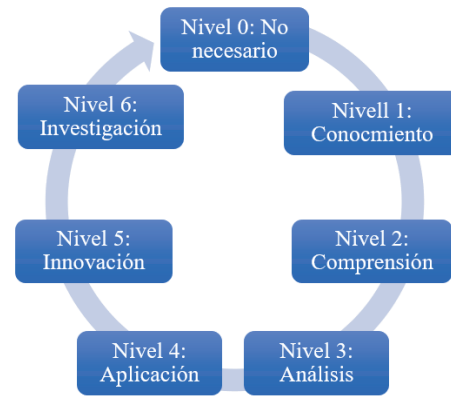 Nivel 0: No
necesario
Nivell 1:
Conocmiento
Nivel 2:
Comprensión
Nivel 3:
Análisis
Nivel 4:
Aplicación
Nivel 5:
Innovación
Nivel 6:
Investigación